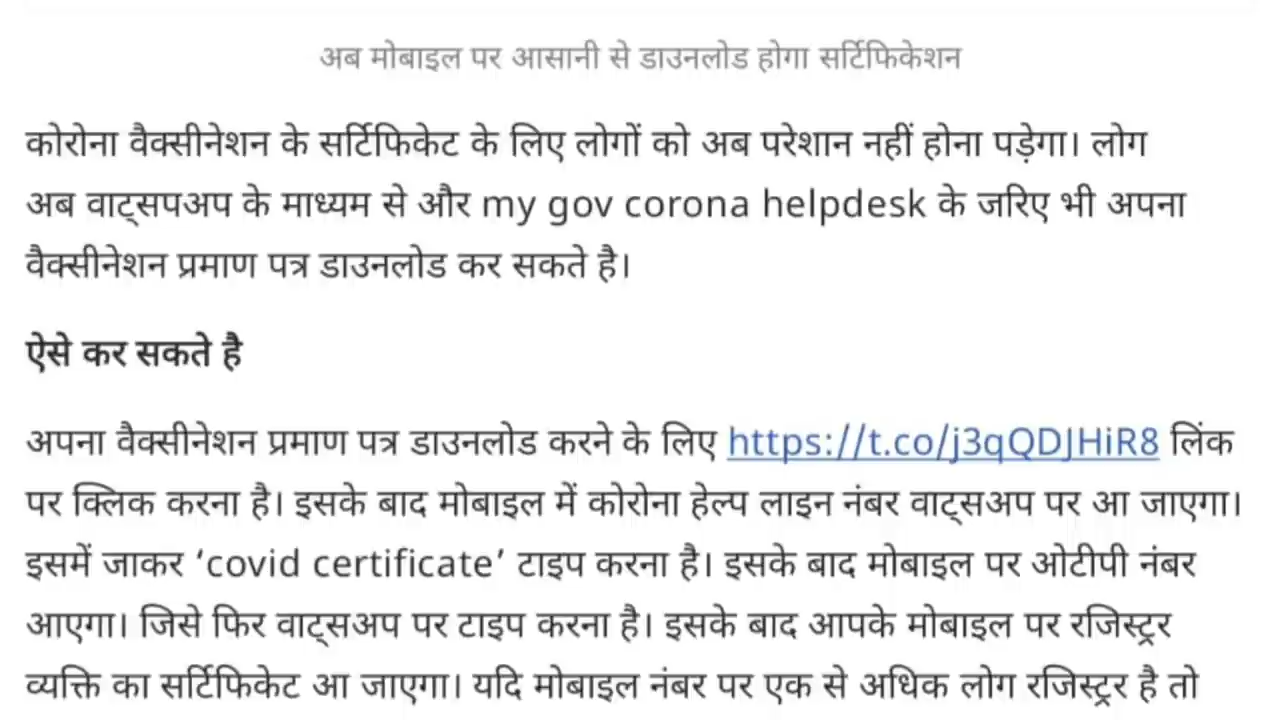 अब मोबाइल पर आसानी से डाउनलोड होगा सर्टिफिकेशन
कोरोना वैक्सीनेशन के सर्टिफिकेट के लिए लोगों को अब परेशान नहीं होना पड़ेगा। लोग
अब वाट्सपअप के माध्यम से और my gov corona helpdesk के जरिए भी अपना
वैक्सीनेशन प्रमाण पत्र डाउनलोड कर सकते है।
ऐसे कर सकते है
अपना वैक्सीनेशन प्रमाण पत्र डाउनलोड करने के लिए https://t.co/j3qQDJHiR8 लिंक
पर क्लिक करना है। इसके बाद मोबाइल में कोरोना हेल्प लाइन नंबर वाट्सअप पर आ जाएगा।
इसमें जाकर ‘covid certificate’ टाइप करना है। इसके बाद मोबाइल पर ओटीपी नंबर
आएगा। जिसे फिर वाट्सअप पर टाइप करना है। इसके बाद आपके मोबाइल पर रजिस्ट्रर
व्यक्ति का सर्टिफिकेट आ जाएगा। यदि मोबाइल नंबर पर एक से अधिक लोग रजिस्ट्रर है तो